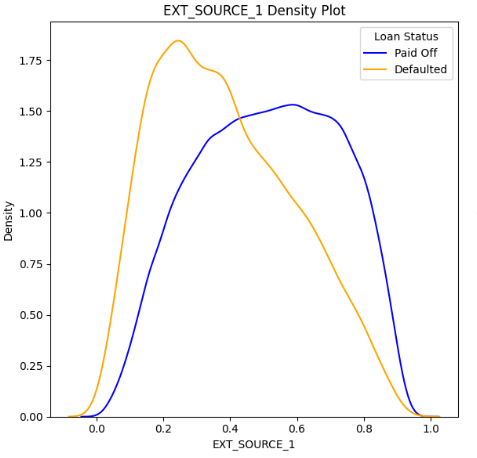 EXT_SOURCE_1 Density Plot
Loan Status
Paid Off
Defaulted
1.75
1.50
1.25
1.00
0.75
0.50
0.25
0.00
Density
0.0 0.2 0.4 0.6 0.8 1.0
EXT_SOURCE_1